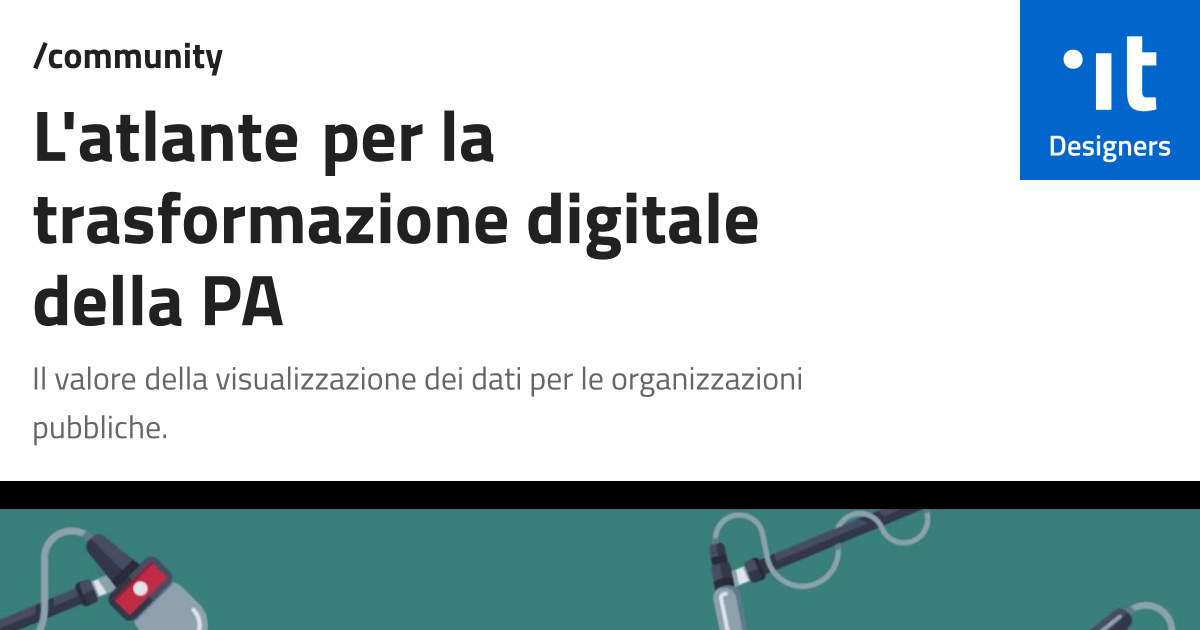 /community
L'atlante per la
trasformazione digitale
della PA
Il valore della visualizzazione dei dati per le organizzazioni
pubbliche.
it
Designers